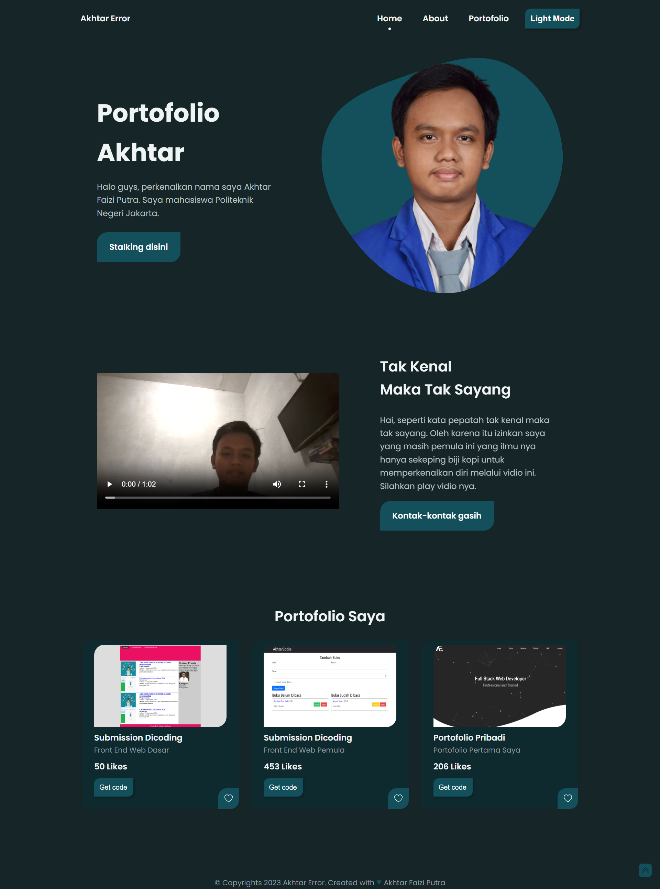 Akhtar Error
Home
About
Portofolio
Light Mode
Portofolio
Akhtar
Halo guys, perkenalkan nama saya Akhtar
Faizi Putra. Saya mahasiswa Politeknik
Negeri Jakarta.
Stalking disini
Tak Kenal
Maka Tak Sayang
Hai, seperti kata pepatah tak kenal maka
tak sayang. Oleh karena itu izinkan saya
yang masih pemula ini yang ilmu nya
hanya sekeping biji kopi untuk
memperkenalkan diri melalui vidio ini.
Silahkan play vidio nya.
0:00 / 1:02
Kontak-kontak gasih
Portofolio Saya
Full Stack Web Developer
Submission Dicoding
Front End Web Dasar
50 Likes
Get code
Submission Dicoding
Front End Web Pemula
453 Likes
Get code
Portofolio Pribadi
Portofolio Pertama Saya
206 Likes
Get code
© Copyrights 2023 Akhtar Error. Created with ♥ Akhtar Faizi Putra